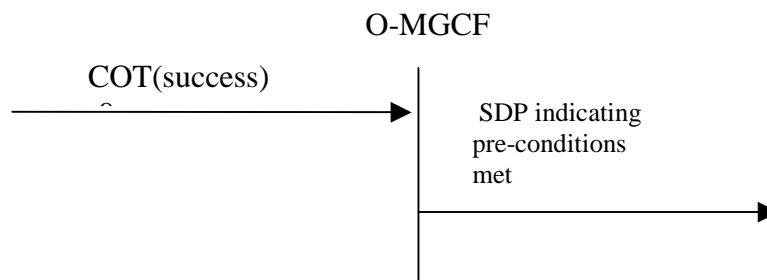 O-MGCF
COT(success)
SDP indicating
pre-conditions
met